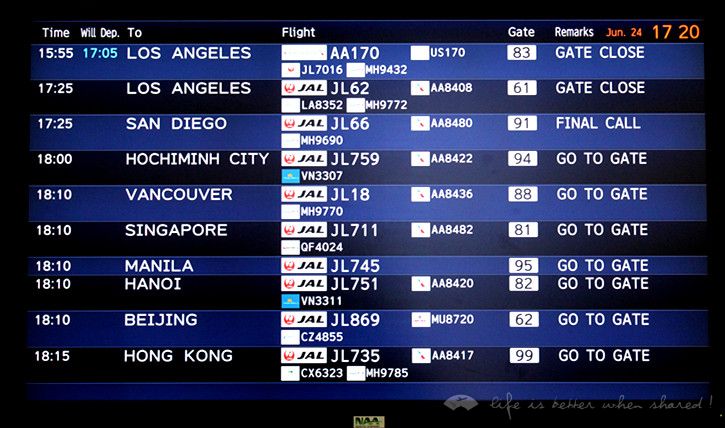 Time Will Dep. To Flight Gate Remarks Jun. 24 17 20
15:55 17:05 LOS ANGELES AA170 US170 83 GATE CLOSE
JL7016 MH9432
17:25 LOS ANGELES JAL JL62 AA8408 61 GATE CLOSE
LA8352 MH9772
17:25 SAN DIEGO JAL JL66 AA8480 91 FINAL CALL
MH9690
18:00 HOCHIMINH CITY JAL JL759 AA8422 94 GO TO GATE
VN3307
18:10 VANCOUVER JAL JL18 AA8436 88 GO TO GATE
MH9770
18:10 SINGAPORE JAL JL711 AA8482 81 GO TO GATE
QF4024
18:10 MANILA JAL JL745 95 GO TO GATE
18:10 HANOI JAL JL751 AA8420 82 GO TO GATE
VN3311
18:10 BEIJING JAL JL869 MU8720 62 GO TO GATE
CZ4855
18:15 HONG KONG JAL JL735 AA8417 99 GO TO GATE
CX6323 MH9785
life is better when shared!
NAA